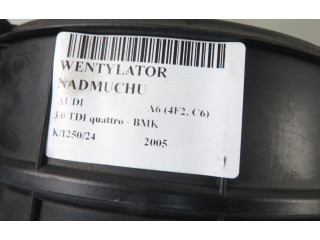 WENTYLATOR
NADMUCHU
AUDI A6 (4F2, C6)
3.0 TDI quattro - BMK
K/1250/24 2005